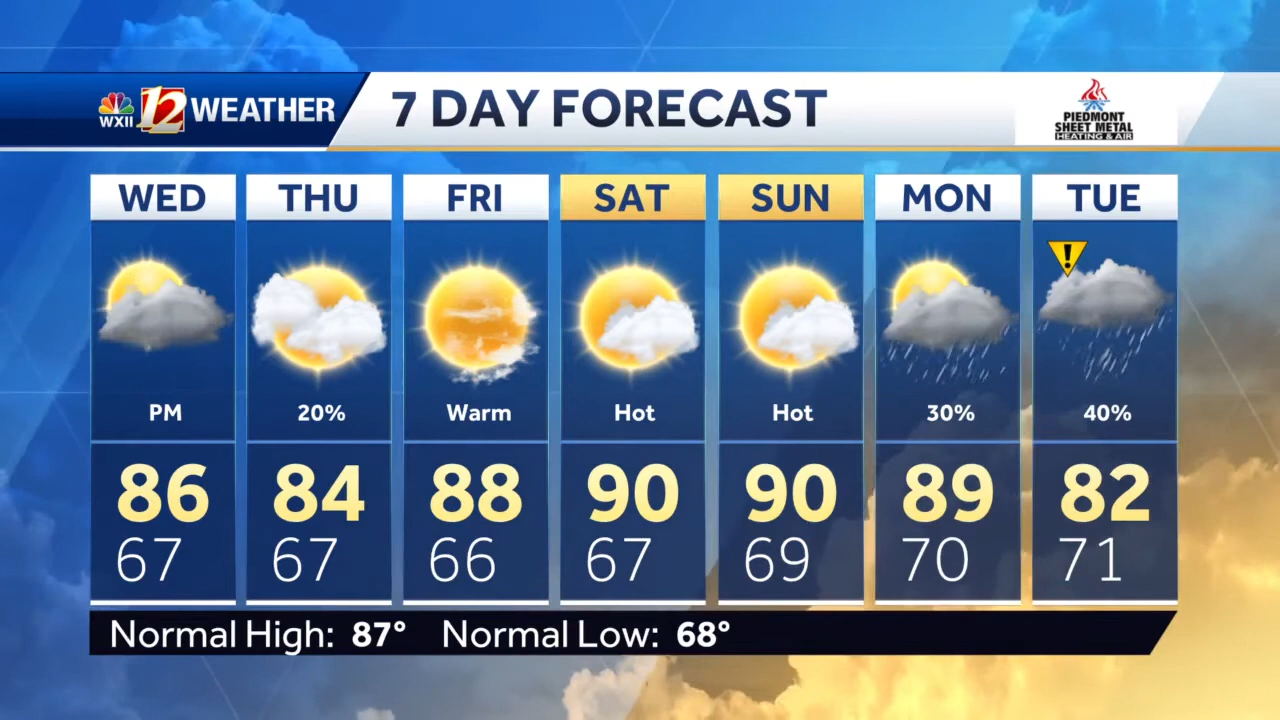 WXII 12 WEATHER
7 DAY FORECAST
PIEDMONT
SHEET METAL
HEATING & AIR
WED THU FRI SAT SUN MON TUE
!
PM 20% Warm Hot Hot 30% 40%
86 84 88 90 90 89 82
67 67 66 67 69 70 71
Normal High: 87° Normal Low: 68°